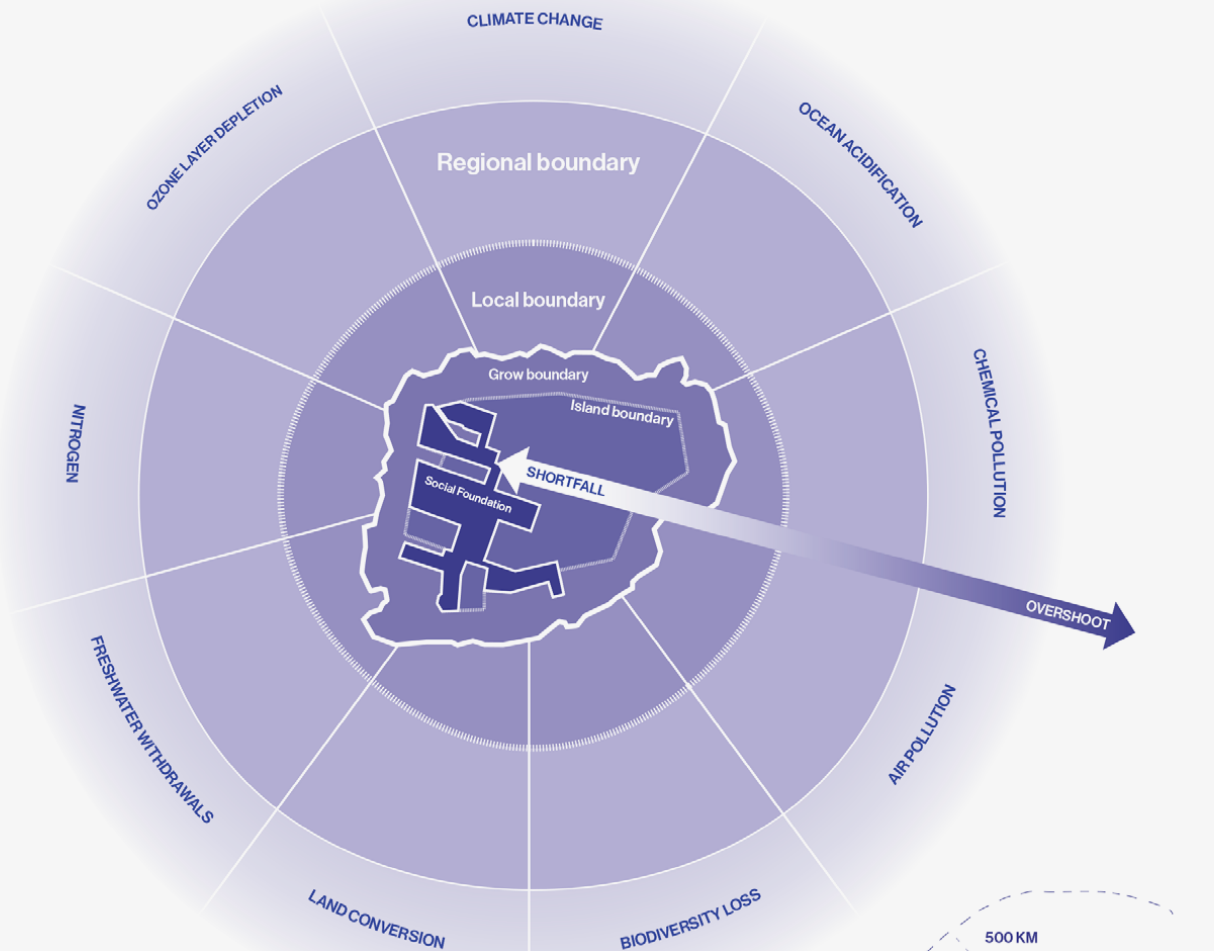 CLIMATE CHANGE
OZONE LAYER DEPLETION
OCEAN ACIDIFICATION
Regional boundary
Local boundary
Grow boundary
Island boundary
NITROGEN
CHEMICAL POLLUTION
SHORTFALL
Social Foundation
OVERSHOOT
FRESHWATER WITHDRAWALS
AIR POLLUTION
LAND CONVERSION
BIODIVERSITY LOSS
500 KM